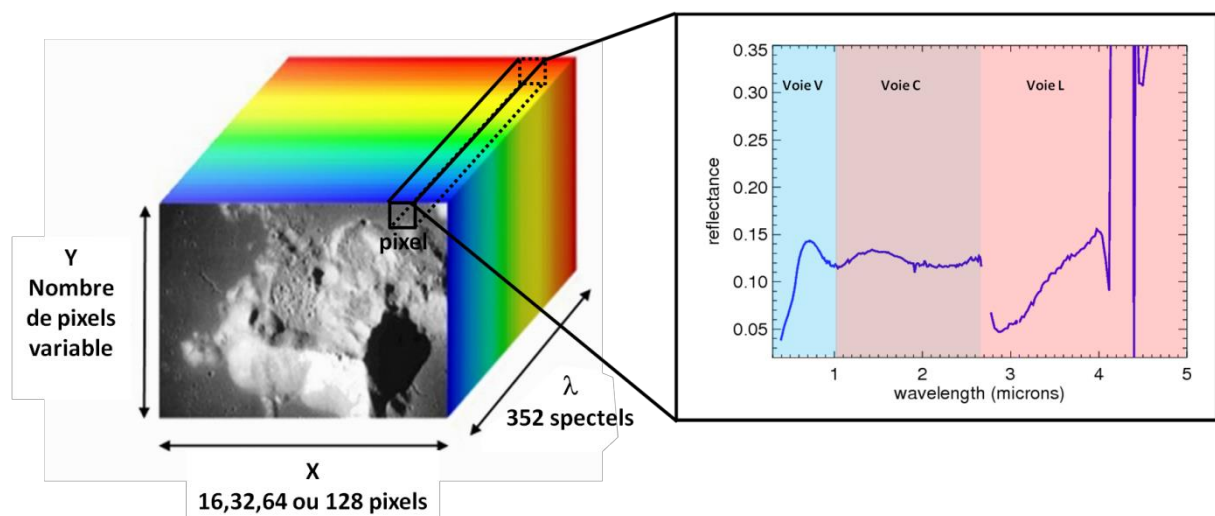 Y
Nombre
de pixels
variable
pixel
λ
352 spectels
X
16,32,64 ou 128 pixels
0.35
0.30
0.25
0.20
0.15
0.10
0.05
reflectance
Voie V
Voie C
Voie L
1
2
3
4
5
wavelength (microns)